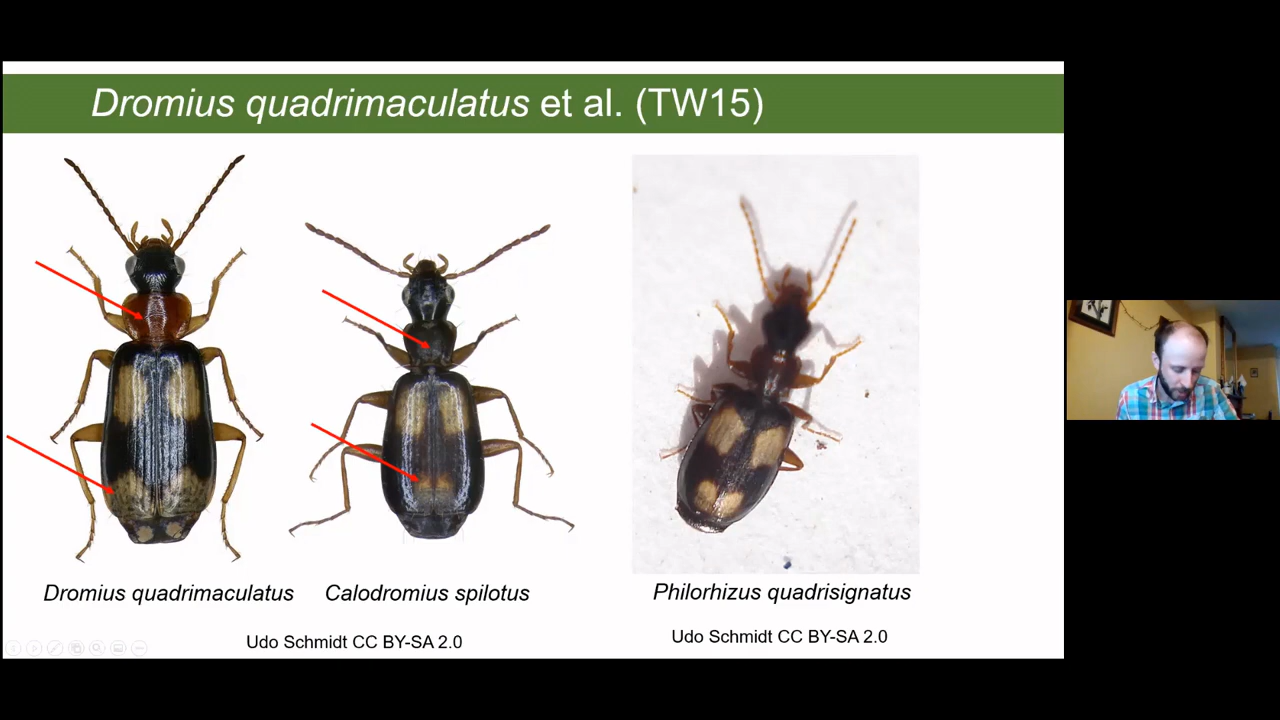 Dromius quadrimaculatus et al. (TW15)
Dromius quadrimaculatus
Calodromius spilotus
Philorhizus quadrisignatus
Udo Schmidt CC BY-SA 2.0
Udo Schmidt CC BY-SA 2.0